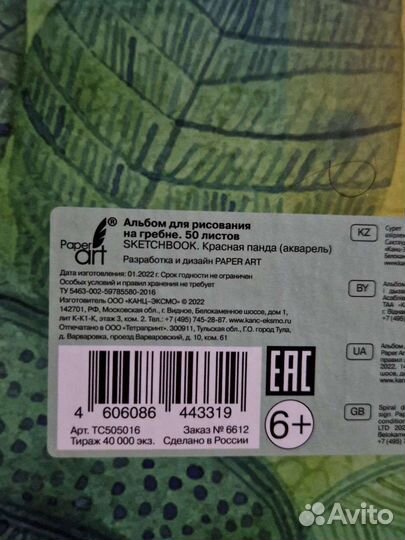 Paper art ®
Альбом для рисования
на гребне. 50 листов
SKETCHBOOK. Красная панда (акварель)
Разработка и дизайн PAPER ART
Дата изготовления: 01.2022 г. Срок годности не ограничен
Особых условий и правил хранения не требует
ТУ 5463-002-59785580-2016
Изготовитель ООО «КАНЦ-ЭКСМО» © 2022
142701, РФ, Московская обл., г. Видное, Белокаменное шоссе, дом 1,
лит К-К1-К, этаж 3, ком. 2 Тел.: +7 (495) 745-28-87. www.kanc-eksmo.ru
Отпечатано в ООО «Тетрапринт». 300911, Тульская обл., Г.О. город Тула,
д. Варваровка, проезд Варваровский, д. 10, ком. 61
4 606086 443319
Арт. ТС505016 Заказ № 6612
Тираж 40 000 экз. Сделано в России
EAC
6+
KZ
Сурет
BY
Альбом
UA
Альбом.
GB
Spiral
Avito